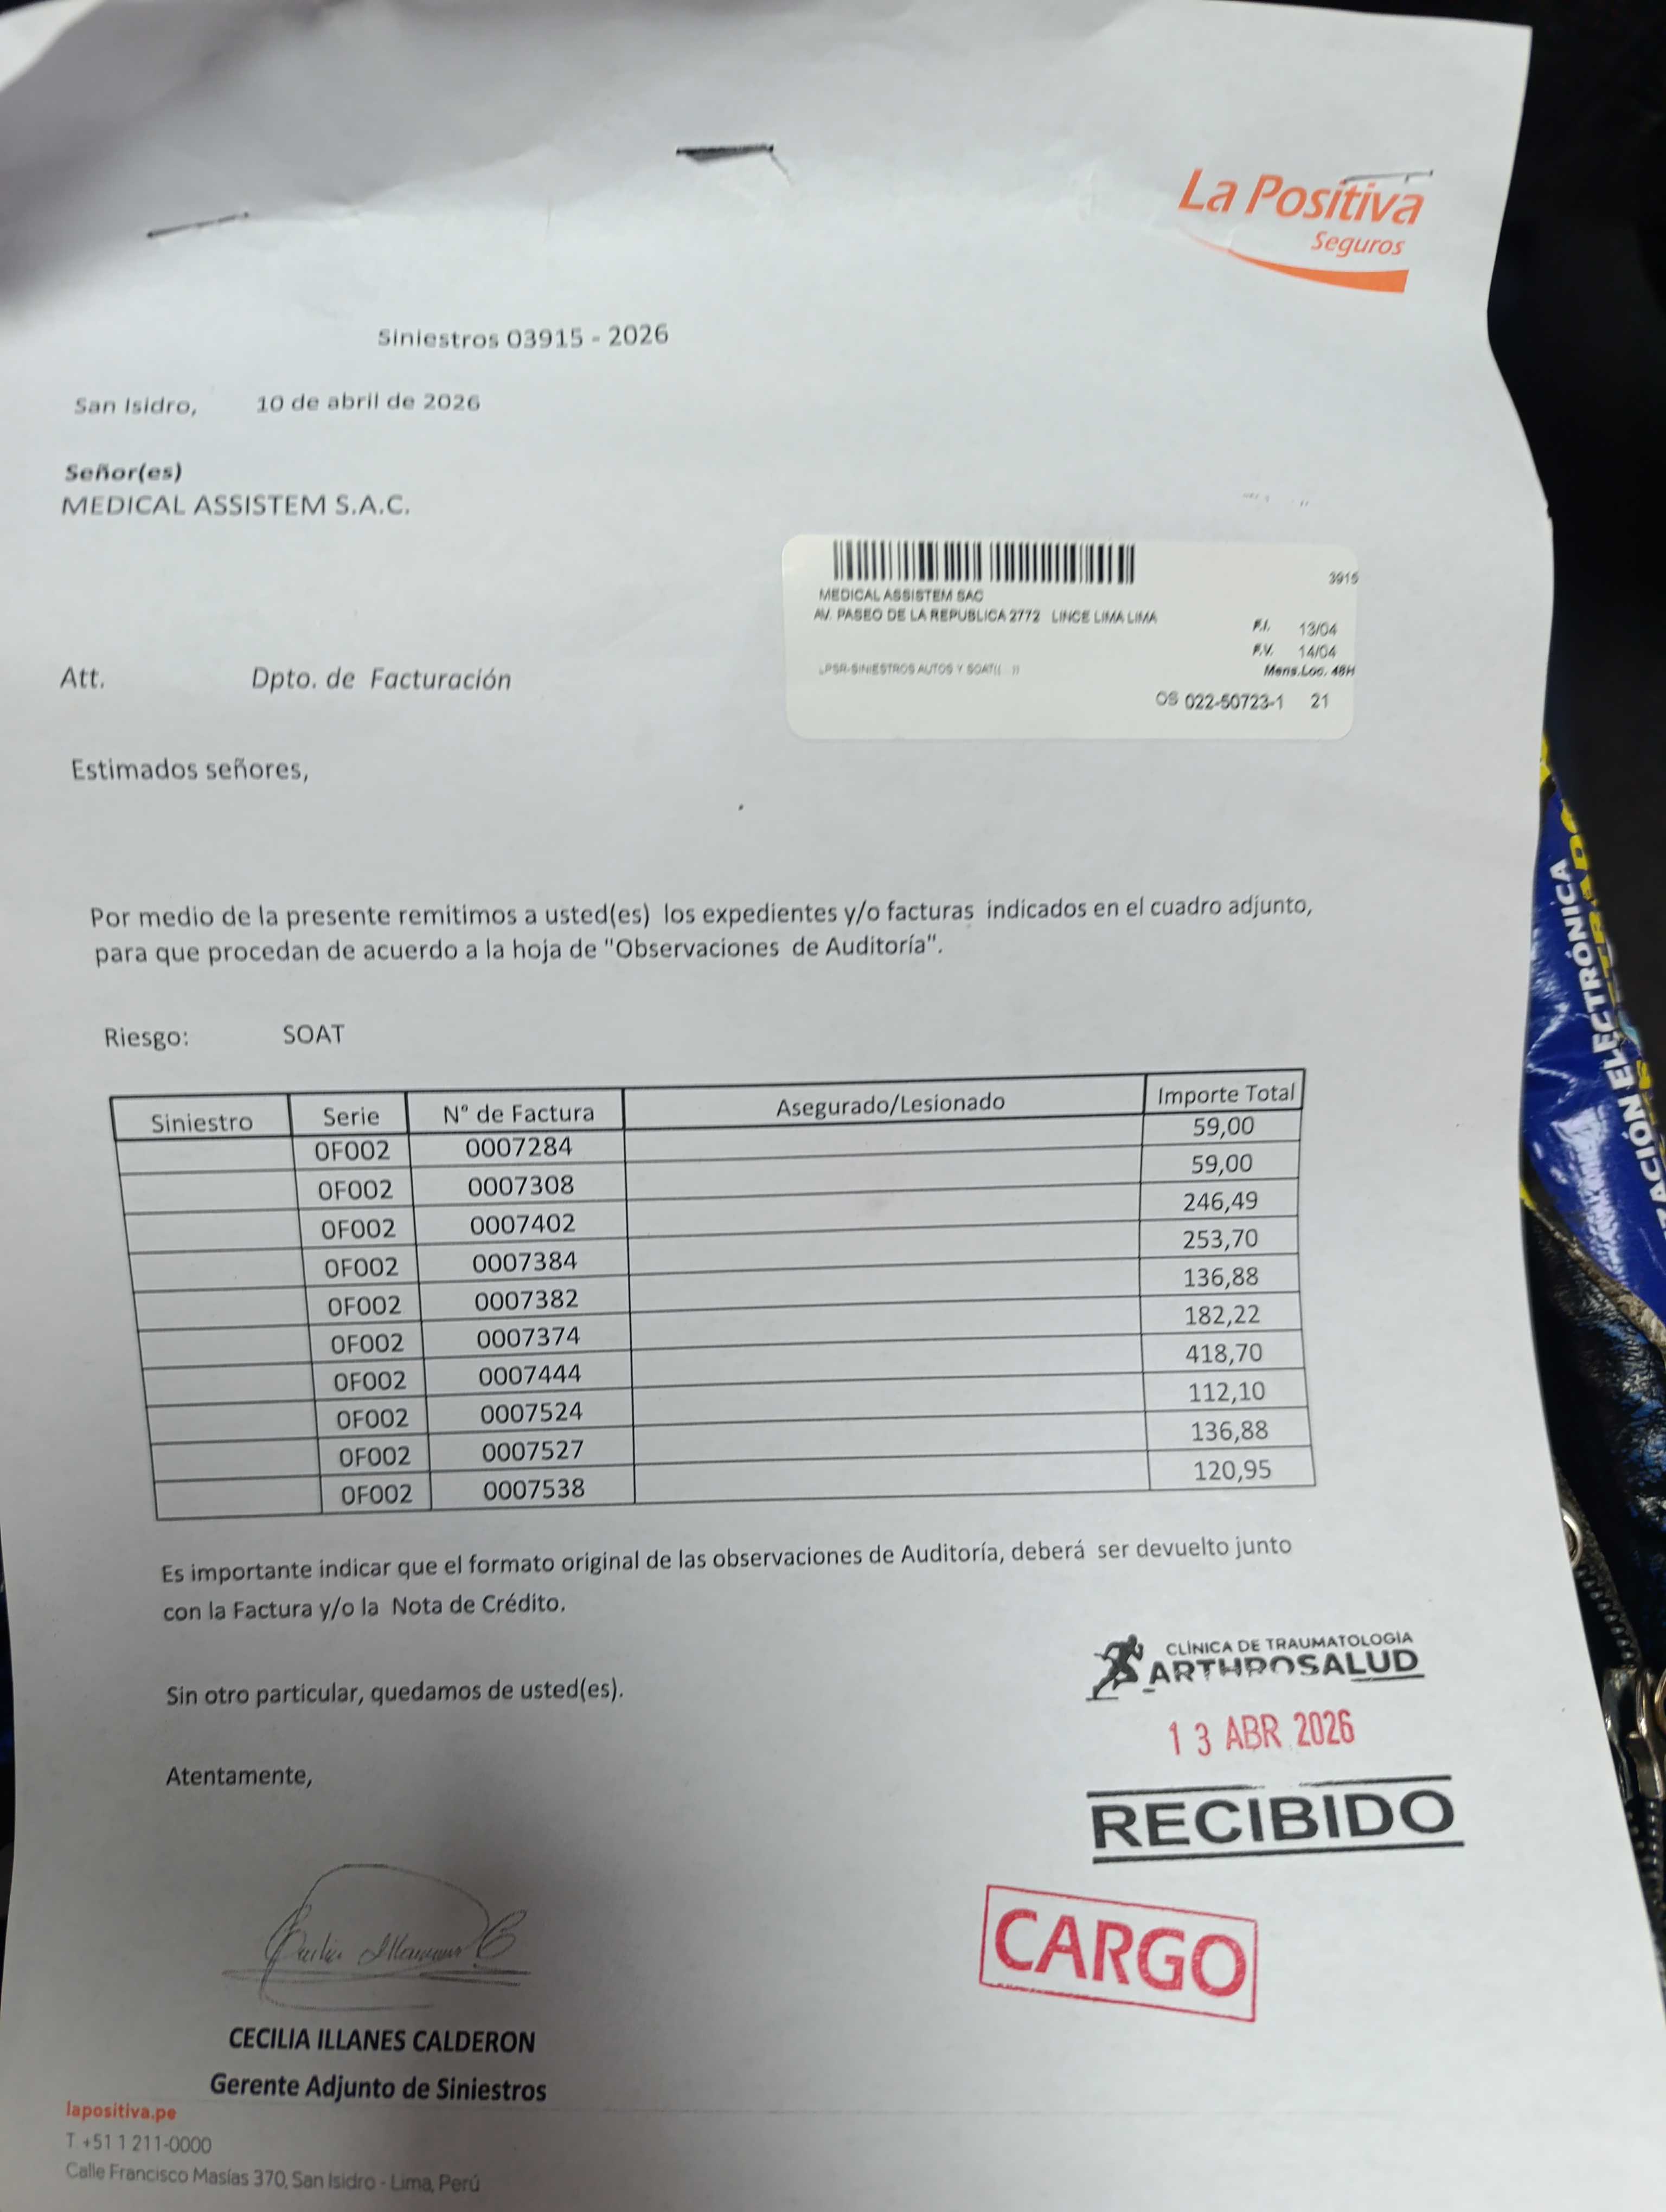 La Positiva
Seguros
Siniestros 03915 - 2026
San Isidro, 10 de abril de 2026
Señor(es)
MEDICAL ASSISTEM S.A.C.
3915
MEDICAL ASSISTEM SAC
AV. PASEO DE LA REPUBLICA 2772 LINCE LIMA LIMA
F.I. 13/04
F.V. 14/04
LPSR-SINIESTROS AUTOS Y SOAT(( ))
Mens.Loc. 48H
OS 022-50723-1 21
Att. Dpto. de Facturación
Estimados señores,
Por medio de la presente remitimos a usted(es) los expedientes y/o facturas indicados en el cuadro adjunto,
para que procedan de acuerdo a la hoja de "Observaciones de Auditoría".
Riesgo: SOAT
Siniestro Serie N° de Factura Asegurado/Lesionado Importe Total
0F002 0007284 59,00
0F002 0007308 59,00
0F002 0007402 246,49
0F002 0007384 253,70
0F002 0007382 136,88
0F002 0007374 182,22
0F002 0007444 418,70
0F002 0007524 112,10
0F002 0007527 136,88
0F002 0007538 120,95
Es importante indicar que el formato original de las observaciones de Auditoría, deberá ser devuelto junto
con la Factura y/o la Nota de Crédito.
Sin otro particular, quedamos de usted(es).
Atentamente,
CLÍNICA DE TRAUMATOLOGÍA
ARTHROSALUD
13 ABR 2026
RECIBIDO
CARGO
CECILIA ILLANES CALDERON
Gerente Adjunto de Siniestros
lapositiva.pe
T +51 1 211-0000
Calle Francisco Masías 370, San Isidro - Lima, Perú
ELECTRÓNICA